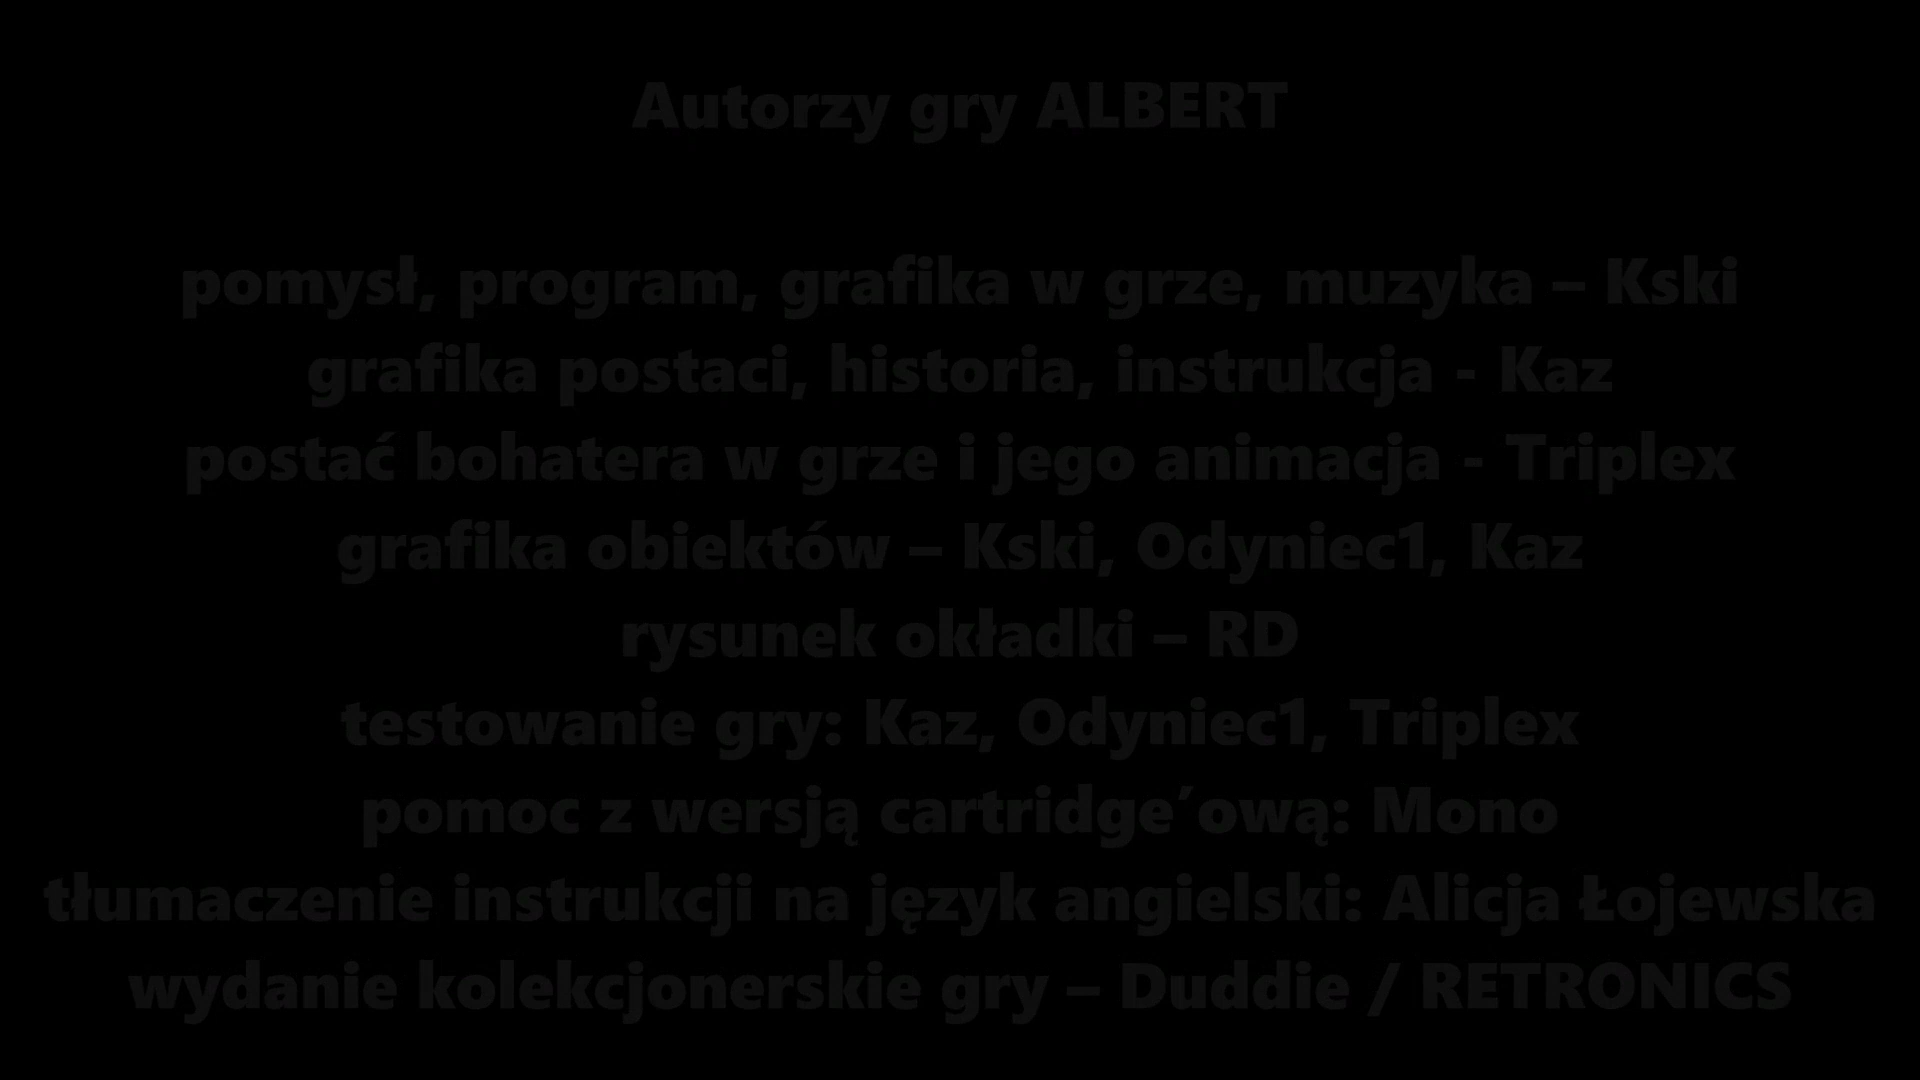 Autorzy gry ALBERT
pomysł, program, grafika w grze, muzyka – Kski
grafika postaci, historia, instrukcja - Kaz
postać bohatera w grze i jego animacja - Triplex
grafika obiektów – Kski, Odyniec1, Kaz
rysunek okładki – RD
testowanie gry: Kaz, Odyniec1, Triplex
pomoc z wersją cartridge’ową: Mono
tłumaczenie instrukcji na język angielski: Alicja Łojewska
wydanie kolekcjonerskie gry – Duddie / RETRONICS